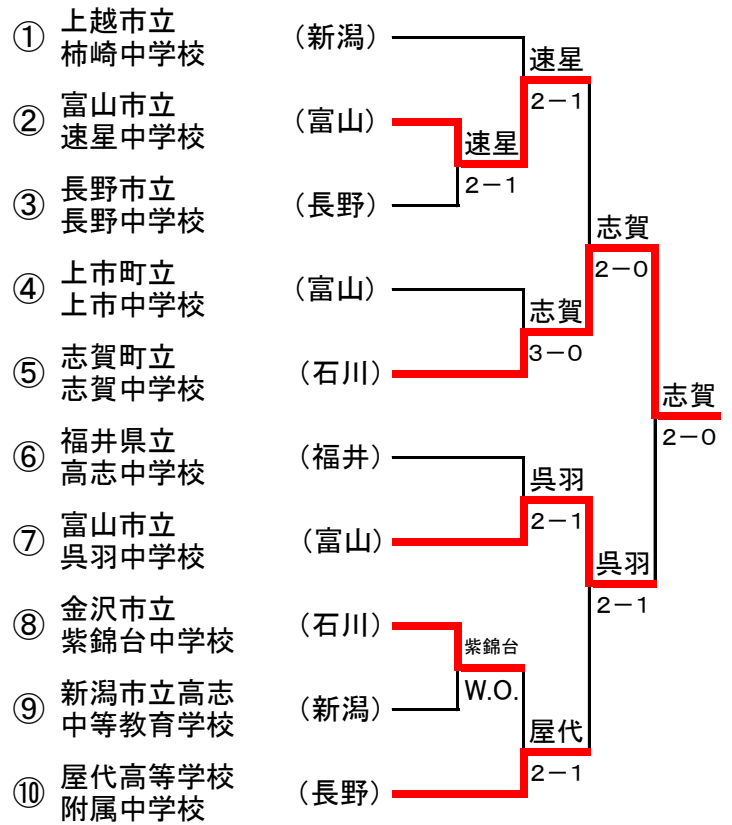 ① 上越市立
柿崎中学校
(新潟)
② 富山市立
速星中学校
(富山)
③ 長野市立
長野中学校
(長野)
④ 上市町立
上市中学校
(富山)
⑤ 志賀町立
志賀中学校
(石川)
⑥ 福井県立
高志中学校
(福井)
⑦ 富山市立
呉羽中学校
(富山)
⑧ 金沢市立
紫錦台中学校
(石川)
⑨ 新潟市立高志
中等教育学校
(新潟)
⑩ 屋代高等学校
附属中学校
(長野)
速星
2-1
紫錦台
W.O.
速星
2-1
志賀
3-0
呉羽
2-1
屋代
2-1
志賀
2-0
呉羽
2-1
志賀
2-0